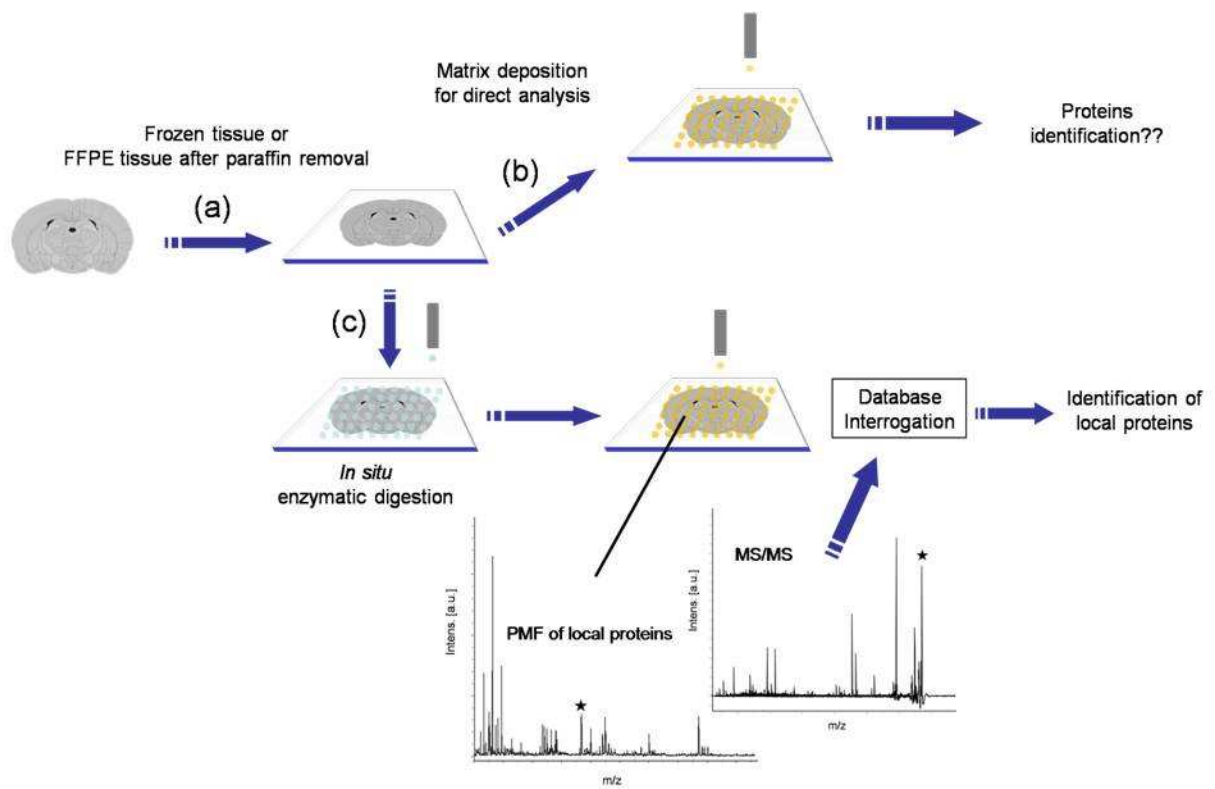 Matrix deposition
for direct analysis
Frozen tissue or
FFPE tissue after paraffin removal
(a)
(b)
Proteins
identification??
(c)
In situ
enzymatic digestion
Database
Interrogation
Identification of
local proteins
MS/MS
★
Intens. [a.u.]
m/z
PMF of local proteins
★
Intens. [a.u.]
m/z